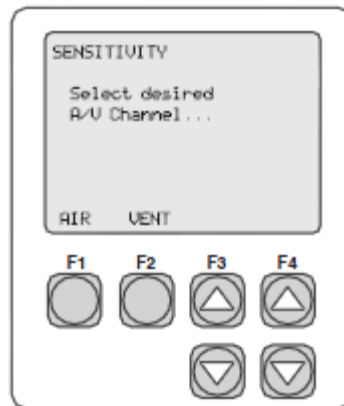 SENSITIVITY
Select desired
A/V Channel...
AIR VENT
F1 F2 F3 F4